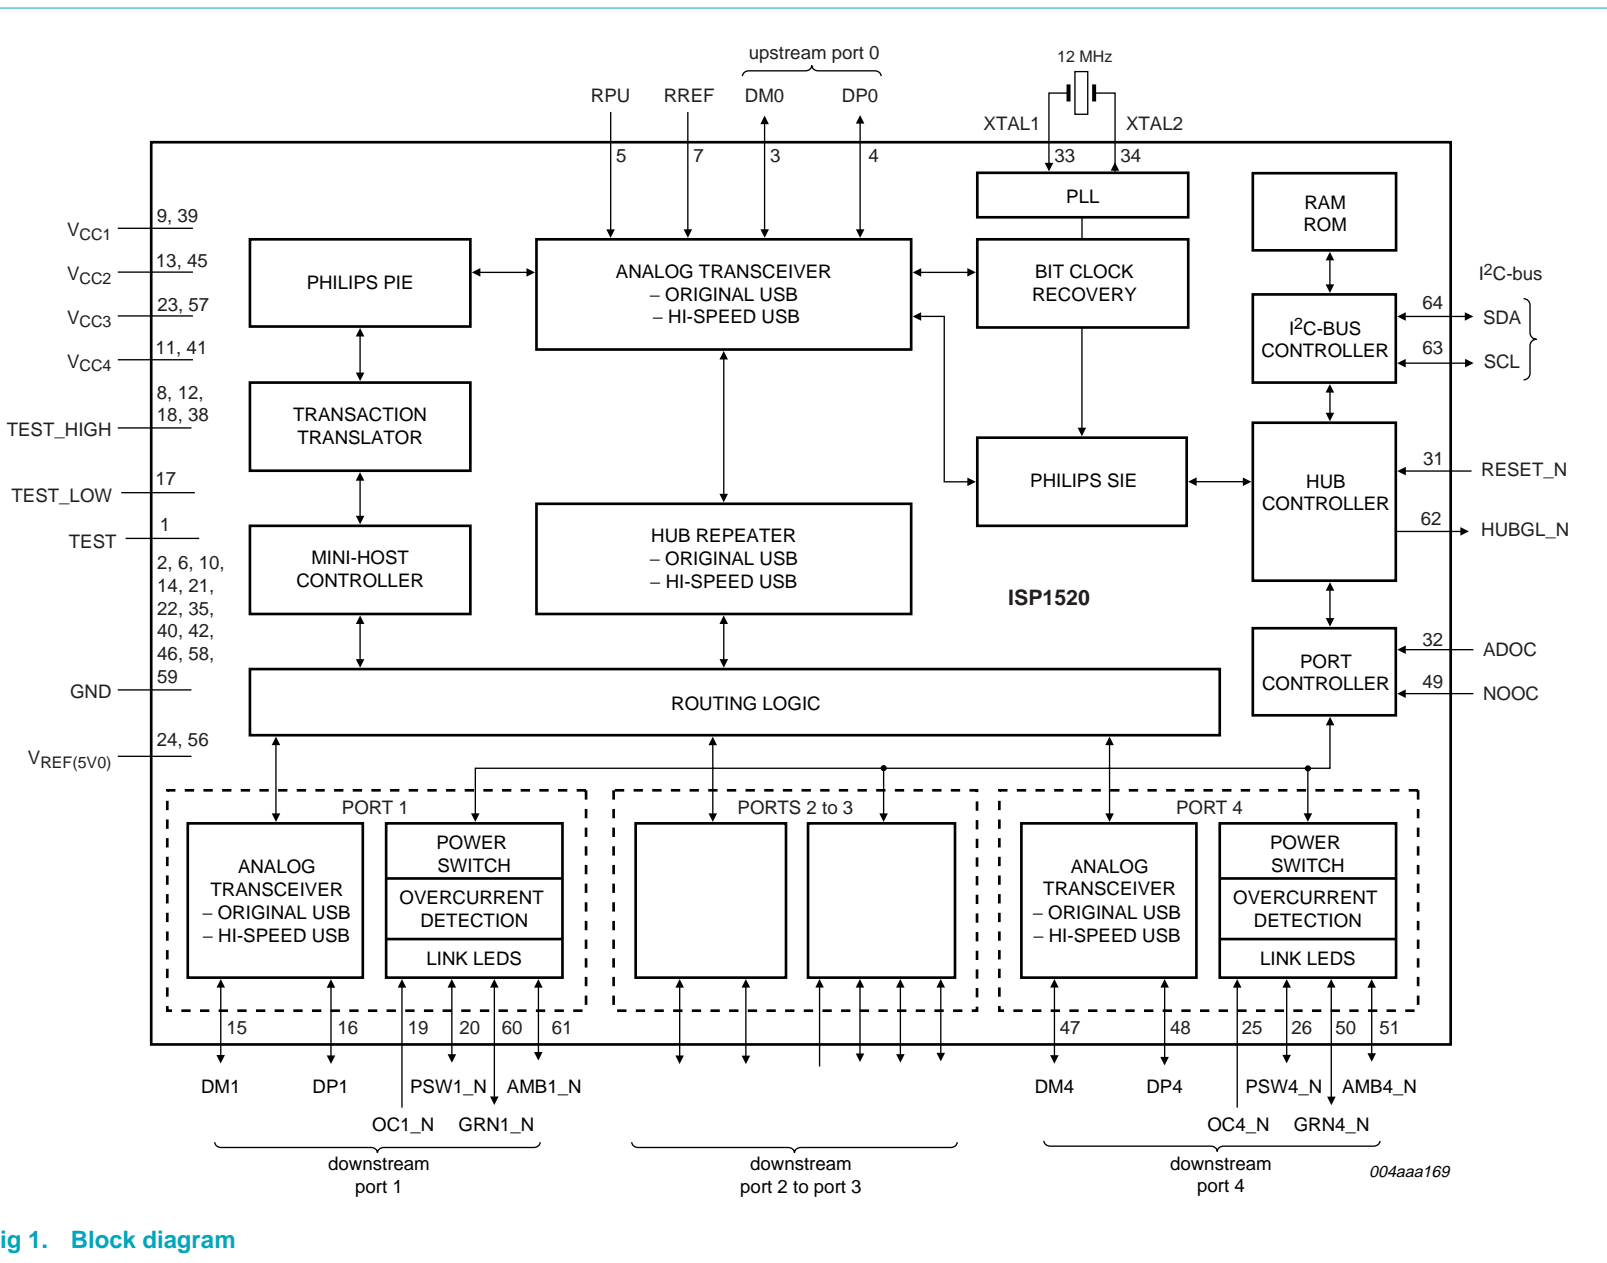 upstream port 0
12 MHz
RPU
RREF
DM0
DP0
XTAL1
XTAL2
5
7
3
4
33
34
PLL
RAM
ROM
VCC1
9, 39
VCC2
13, 45
VCC3
23, 57
VCC4
11, 41
TEST_HIGH
8, 12,
18, 38
TEST_LOW
17
TEST
1
2, 6, 10,
14, 21,
22, 35,
40, 42,
46, 58,
59
GND
VREF(5V0)
24, 56
PHILIPS PIE
ANALOG TRANSCEIVER
– ORIGINAL USB
– HI-SPEED USB
BIT CLOCK
RECOVERY
I2C-bus
I2C-BUS
CONTROLLER
64
SDA
63
SCL
TRANSACTION
TRANSLATOR
PHILIPS SIE
HUB
CONTROLLER
31
RESET_N
62
HUBGL_N
MINI-HOST
CONTROLLER
HUB REPEATER
– ORIGINAL USB
– HI-SPEED USB
ISP1520
PORT
CONTROLLER
32
ADOC
49
NOOC
ROUTING LOGIC
PORT 1
ANALOG
TRANSCEIVER
– ORIGINAL USB
– HI-SPEED USB
POWER
SWITCH
OVERCURRENT
DETECTION
LINK LEDS
PORTS 2 to 3
PORT 4
ANALOG
TRANSCEIVER
– ORIGINAL USB
– HI-SPEED USB
POWER
SWITCH
OVERCURRENT
DETECTION
LINK LEDS
15
16
19
20
60
61
47
48
25
26
50
51
DM1
DP1
PSW1_N
AMB1_N
OC1_N
GRN1_N
DM4
DP4
PSW4_N
AMB4_N
OC4_N
GRN4_N
downstream
port 1
downstream
port 2 to port 3
downstream
port 4
004aaa169
ig 1. Block diagram